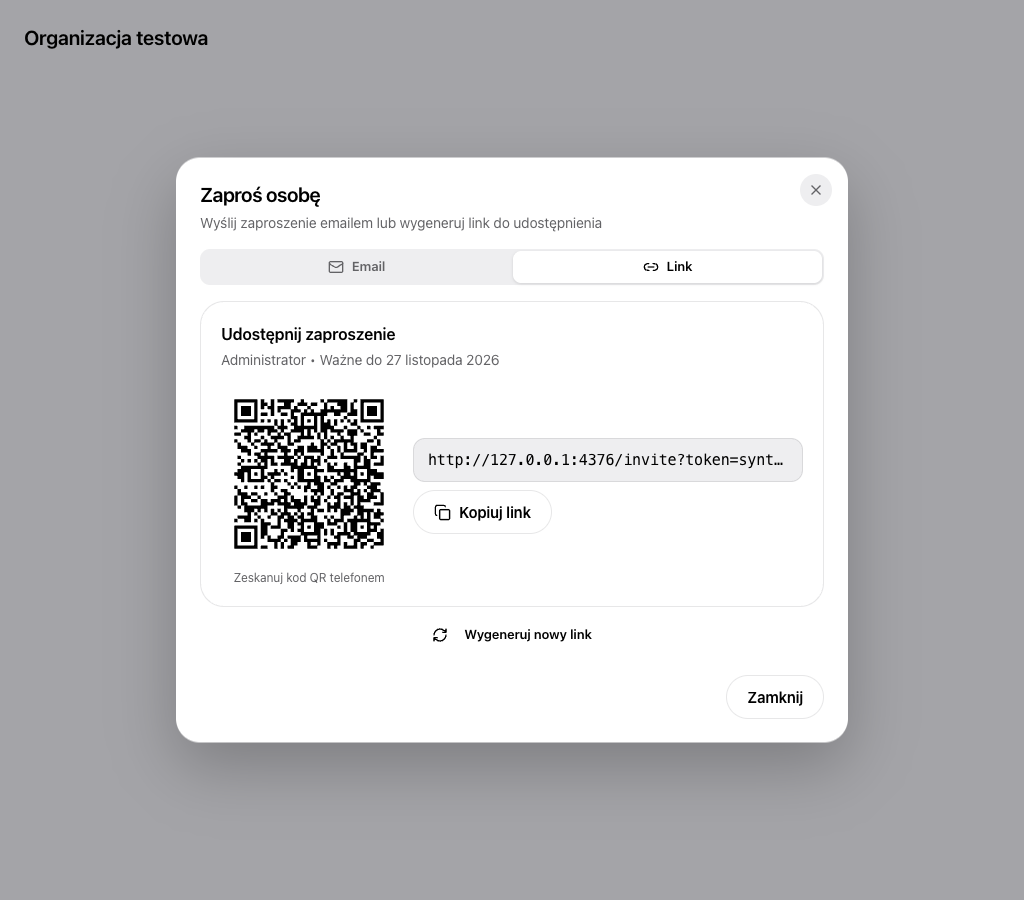 Organizacja testowa
Zaproś osobę
Wyślij zaproszenie emailem lub wygeneruj link do udostępnienia
Email
Link
Udostępnij zaproszenie
Administrator • Ważne do 27 listopada 2026
http://127.0.0.1:4376/invite?token=synt…
Kopiuj link
Zeskanuj kod QR telefonem
Wygeneruj nowy link
Zamknij